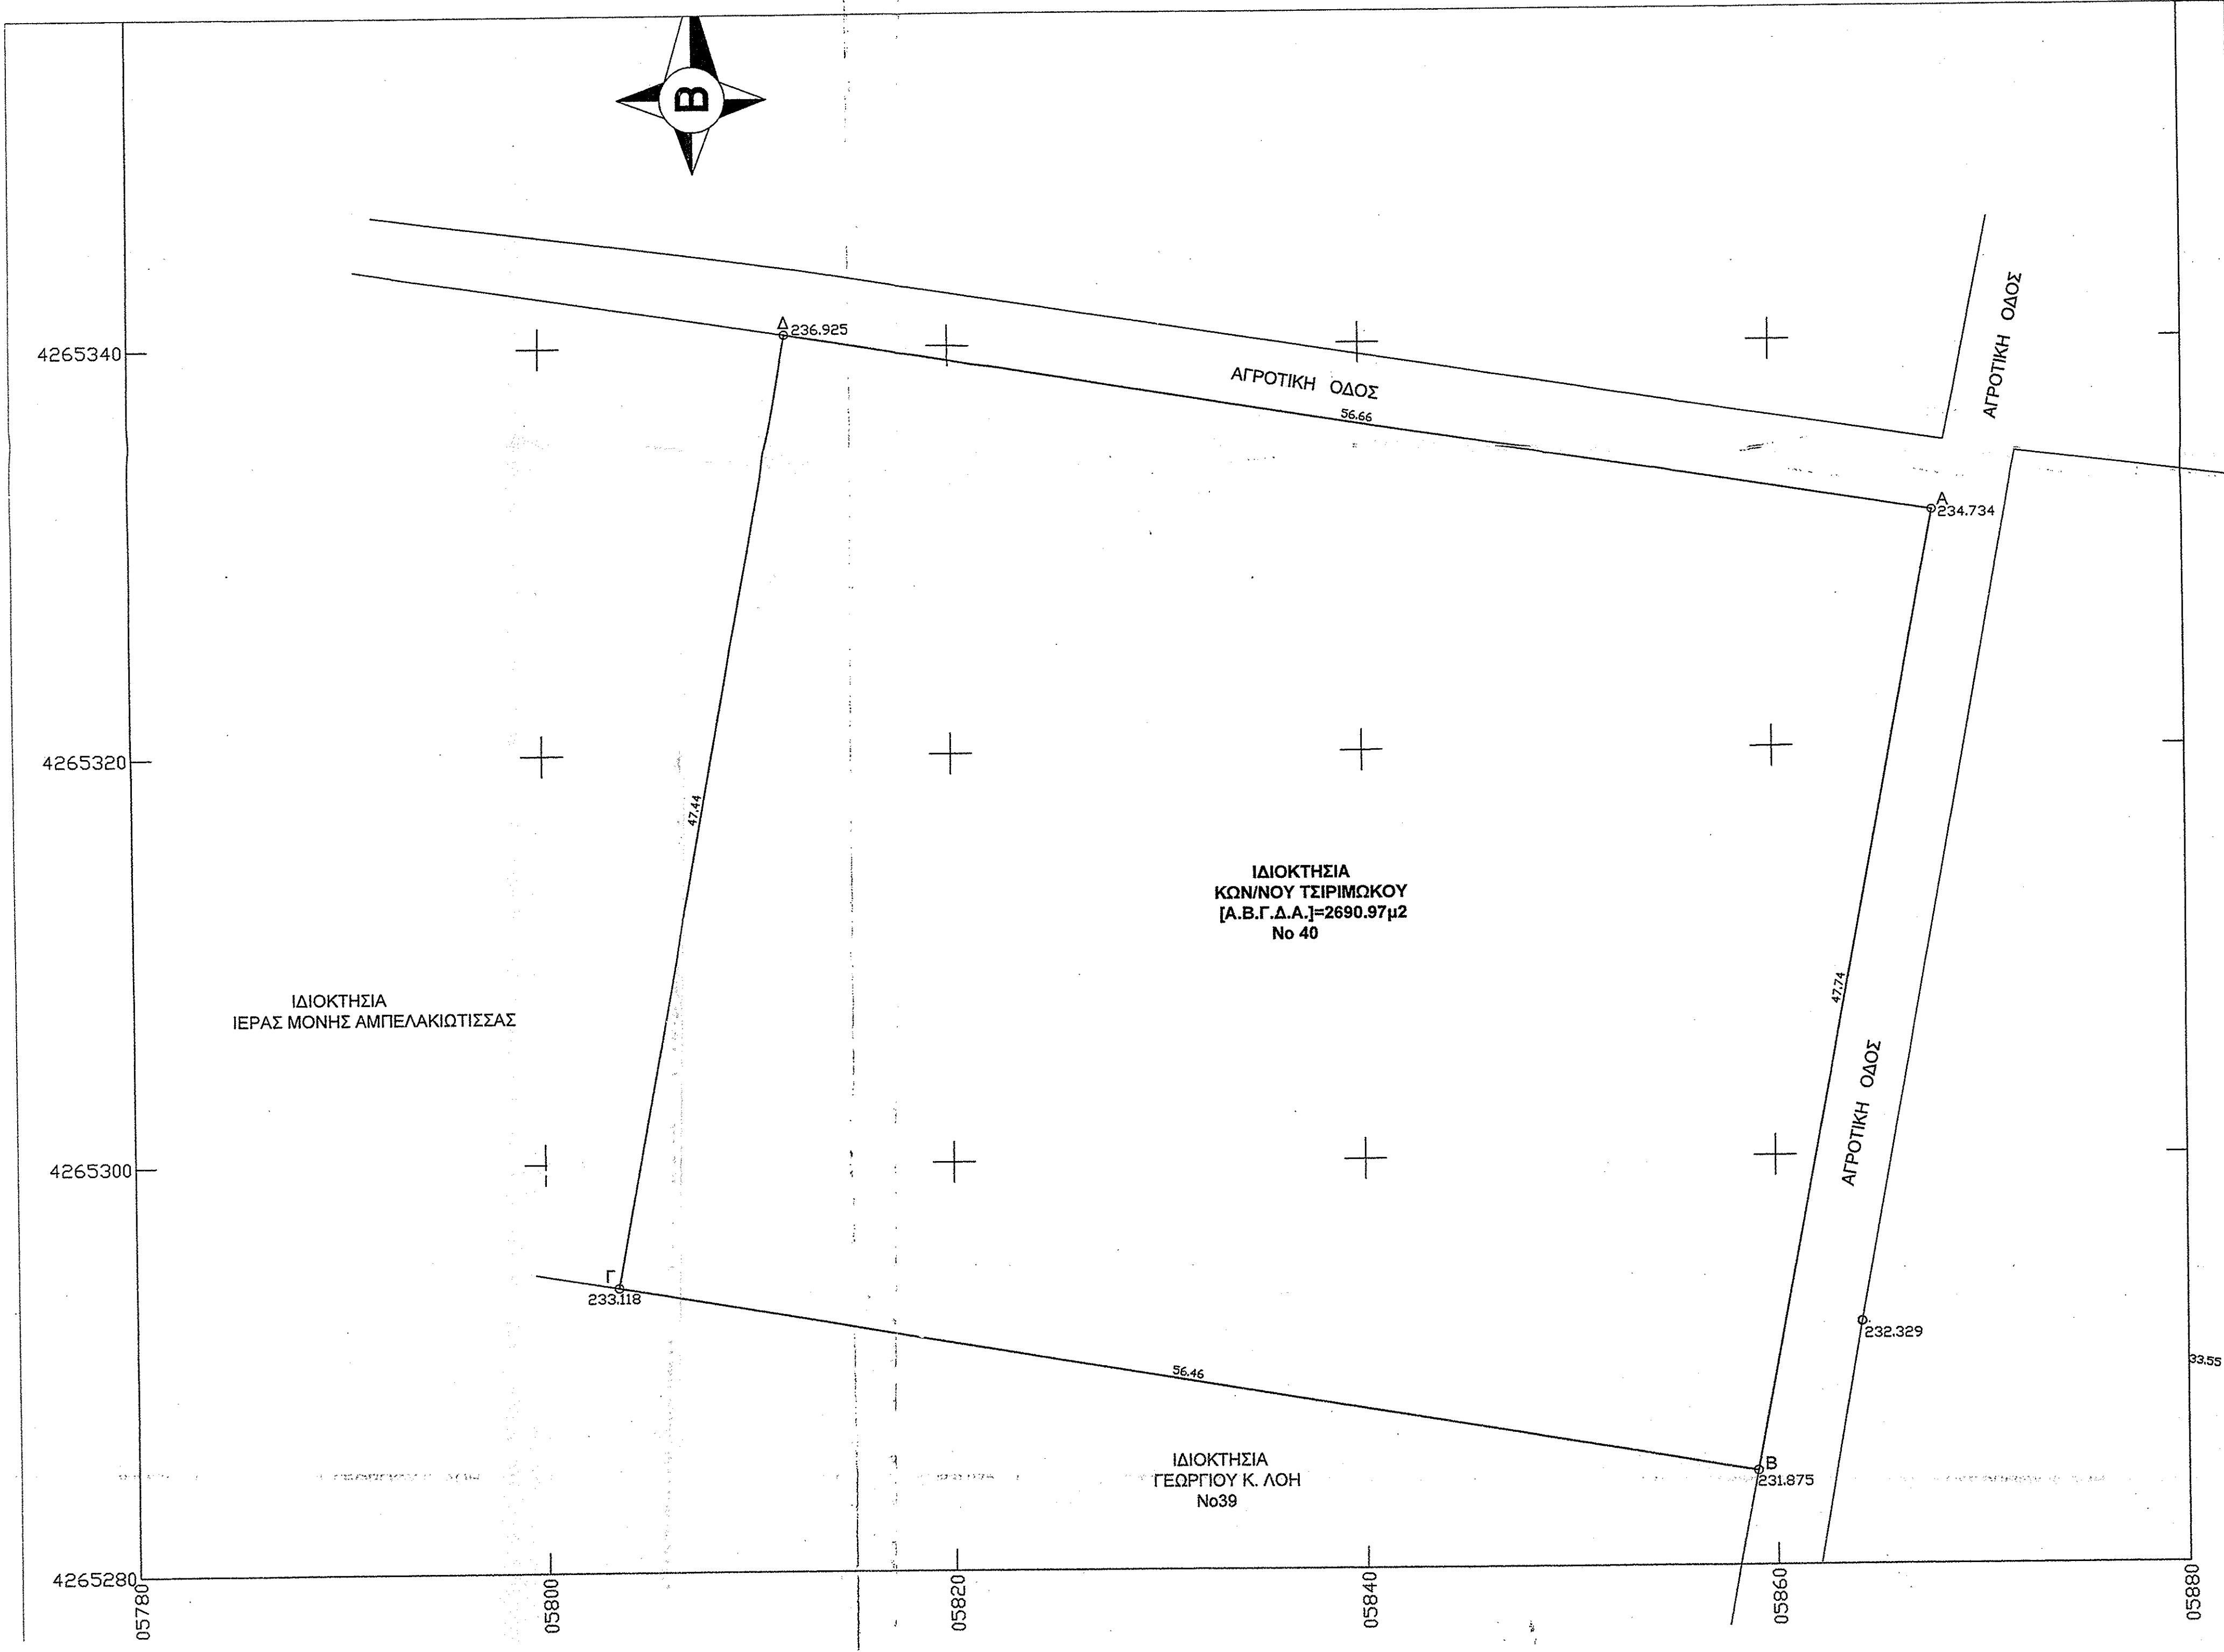 Β
Δ
236.925
4265340
ΑΓΡΟΤΙΚΗ ΟΔΟΣ
56.66
ΑΓΡΟΤΙΚΗ ΟΔΟΣ
Α
234.734
4265320
47.44
ΙΔΙΟΚΤΗΣΙΑ
ΚΩΝ/ΝΟΥ ΤΣΙΡΙΜΩΚΟΥ
[Α.Β.Γ.Δ.Α.]=2690.97μ2
Νο 40
47.74
ΙΔΙΟΚΤΗΣΙΑ
ΙΕΡΑΣ ΜΟΝΗΣ ΑΜΠΕΛΑΚΙΩΤΙΣΣΑΣ
ΑΓΡΟΤΙΚΗ ΟΔΟΣ
4265300
Γ
233.118
232.329
33.55
56.46
ΙΔΙΟΚΤΗΣΙΑ
ΓΕΩΡΓΙΟΥ Κ. ΛΟΗ
Νο39
Β
231.875
4265280
05780
05800
05820
05840
05860
05880